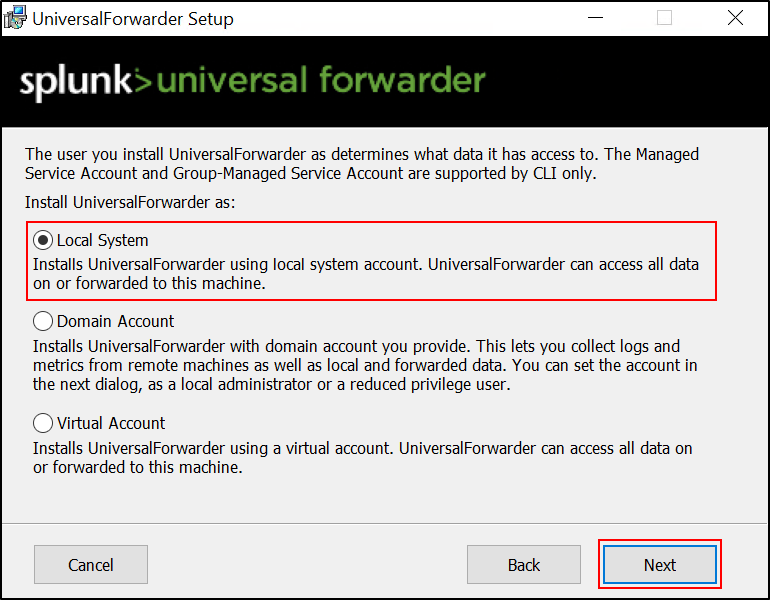 UniversalForwarder Setup
splunk>universal forwarder
The user you install UniversalForwarder as determines what data it has access to. The Managed
Service Account and Group-Managed Service Account are supported by CLI only.
Install UniversalForwarder as:
Local System
Installs UniversalForwarder using local system account. UniversalForwarder can access all data
on or forwarded to this machine.
Domain Account
Installs UniversalForwarder with domain account you provide. This lets you collect logs and
metrics from remote machines as well as local and forwarded data. You can set the account in
the next dialog, as a local administrator or a reduced privilege user.
Virtual Account
Installs UniversalForwarder using a virtual account. UniversalForwarder can access all data on
or forwarded to this machine.
Cancel Back Next